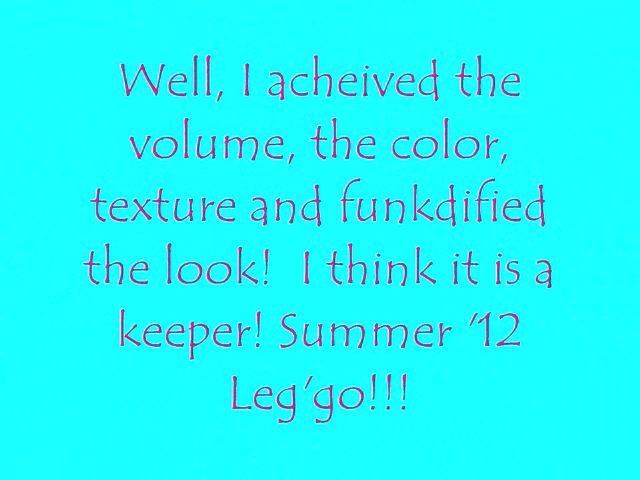 Well, I acheived the
volume, the color,
texture and funkdified
the look!  I think it is a
keeper! Summer '12
Leg'go!!!